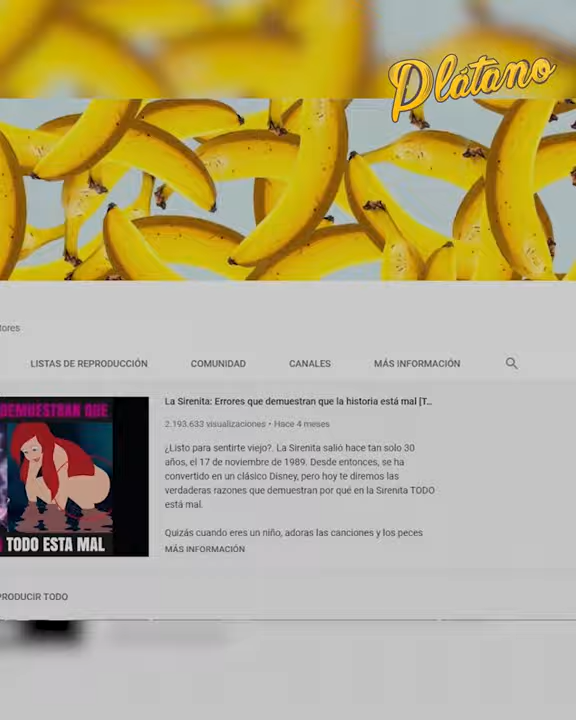 Plátano
tores
LISTAS DE REPRODUCCIÓN
COMUNIDAD
CANALES
MÁS INFORMACIÓN
DEMUESTRAN QUE
TODO ESTA MAL
La Sirenita: Errores que demuestran que la historia está mal [T...
2.193.633 visualizaciones • Hace 4 meses
¿Listo para sentirte viejo?. La Sirenita salió hace tan solo 30
años, el 17 de noviembre de 1989. Desde entonces, se ha
convertido en un clásico Disney, pero hoy te diremos las
verdaderas razones que demuestran por qué en la Sirenita TODO
está mal.
Quizás cuando eres un niño, adoras las canciones y los peces
MÁS INFORMACIÓN
PRODUCIR TODO